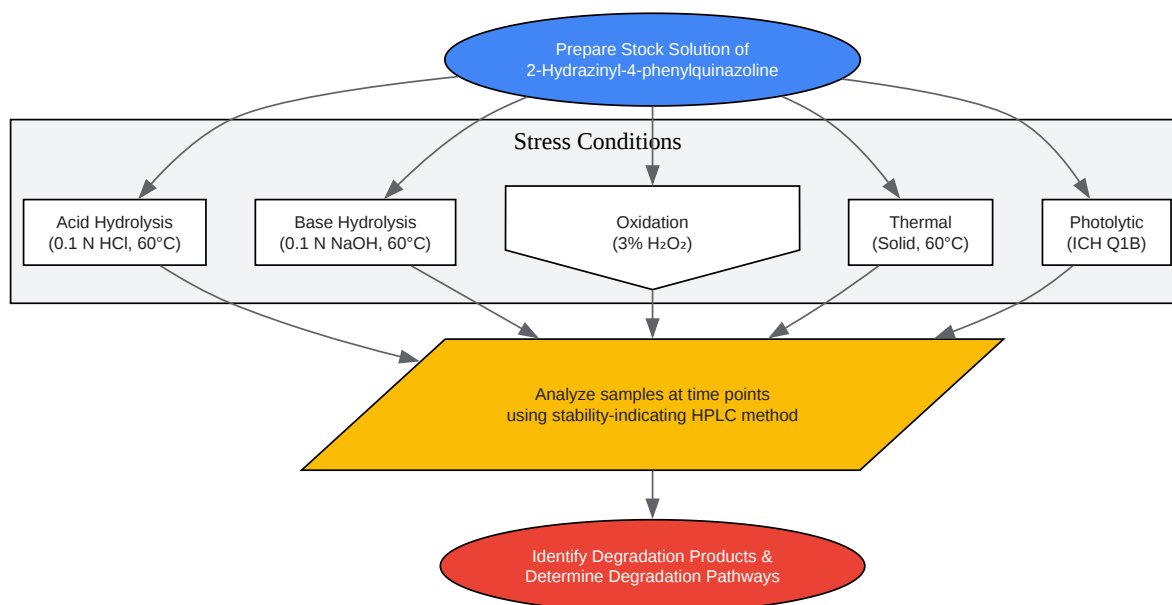 Prepare Stock Solution of
2-Hydrazinyl-4-phenylquinazoline
Stress Conditions
Acid Hydrolysis
(0.1 N HCl, 60°C)
Base Hydrolysis
(0.1 N NaOH, 60°C)
Oxidation
(3% H₂O₂)
Thermal
(Solid, 60°C)
Photolytic
(ICH Q1B)
Analyze samples at time points
using stability-indicating HPLC method
Identify Degradation Products &
Determine Degradation Pathways